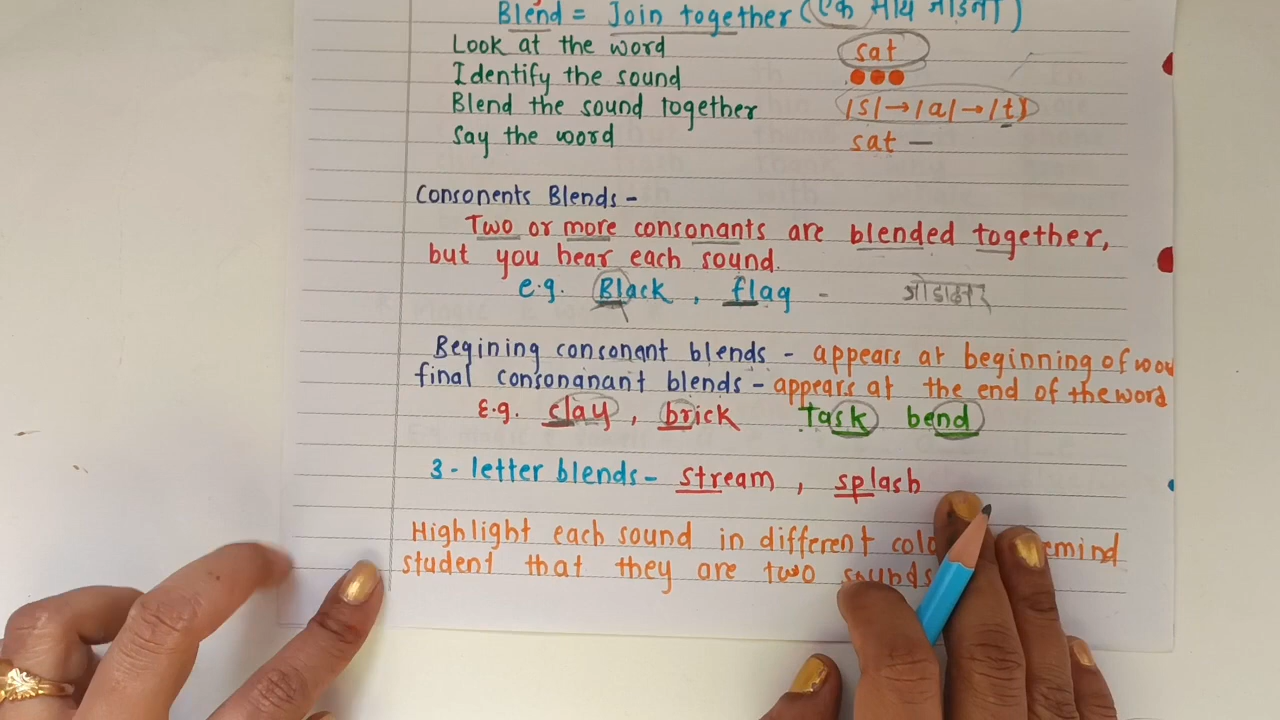 Blend = Join together (एक साथ जोडना)
Look at the word sat
Identify the sound
Blend the sound together /s/→/a/→/t/
Say the word sat —
Consonents Blends -
Two or more consonants are blended together,
but you hear each sound.
e.g. Black , flag -
Begining consonant blends - appears at beginning of
final consonanant blends - appears at the end of the word
E.g. clay , brick task bend
3 - letter blends - stream , splash
Highlight each sound in different
student that they are two sounds